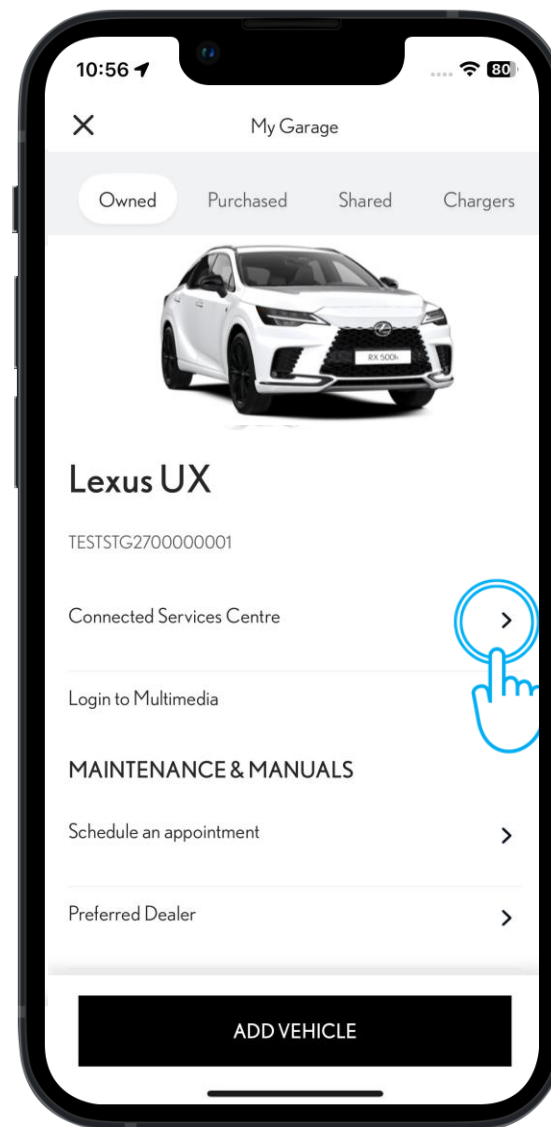 10:56
80
My Garage
Owned Purchased Shared Chargers
RX 500h
Lexus UX
TESTSTG2700000001
Connected Services Centre
Login to Multimedia
MAINTENANCE & MANUALS
Schedule an appointment
Preferred Dealer
ADD VEHICLE